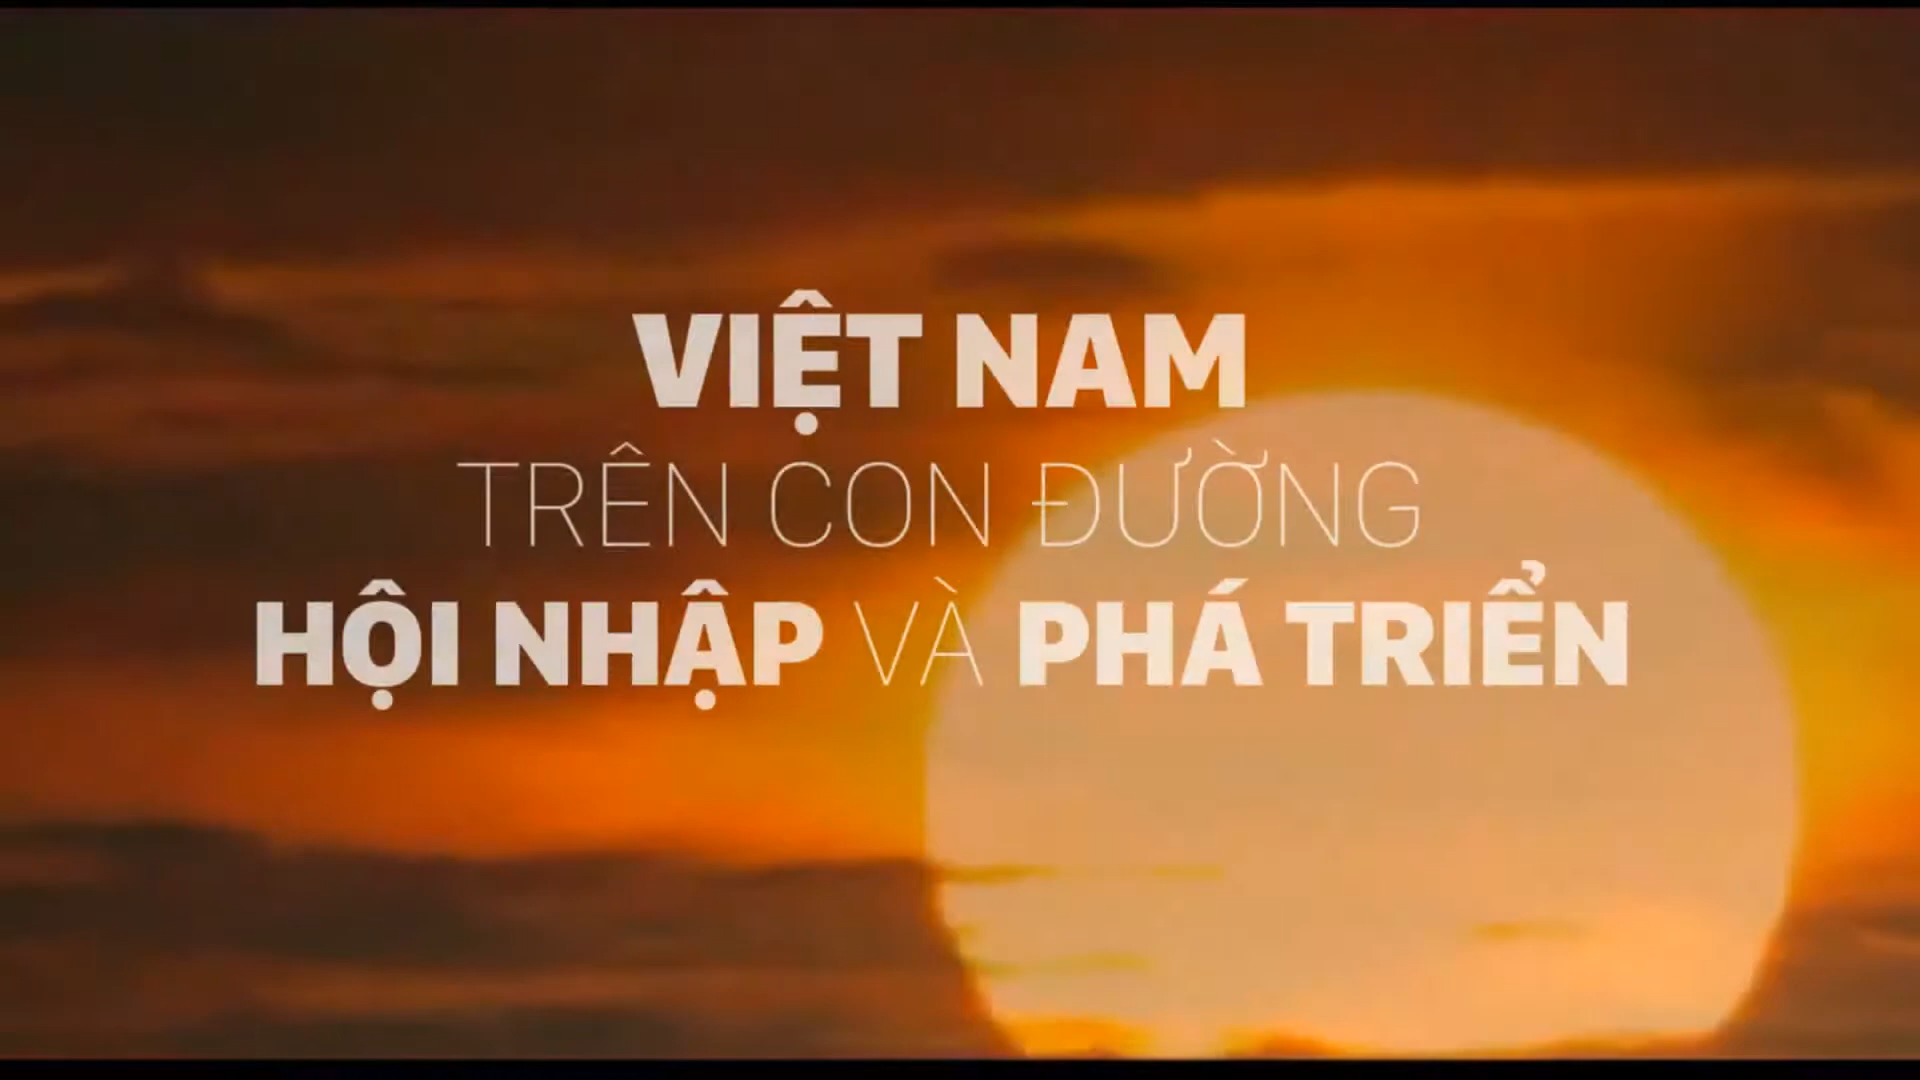 VIỆT NAM
TRÊN CON ĐƯỜNG
HỘI NHẬP VÀ PHÁ TRIỂN